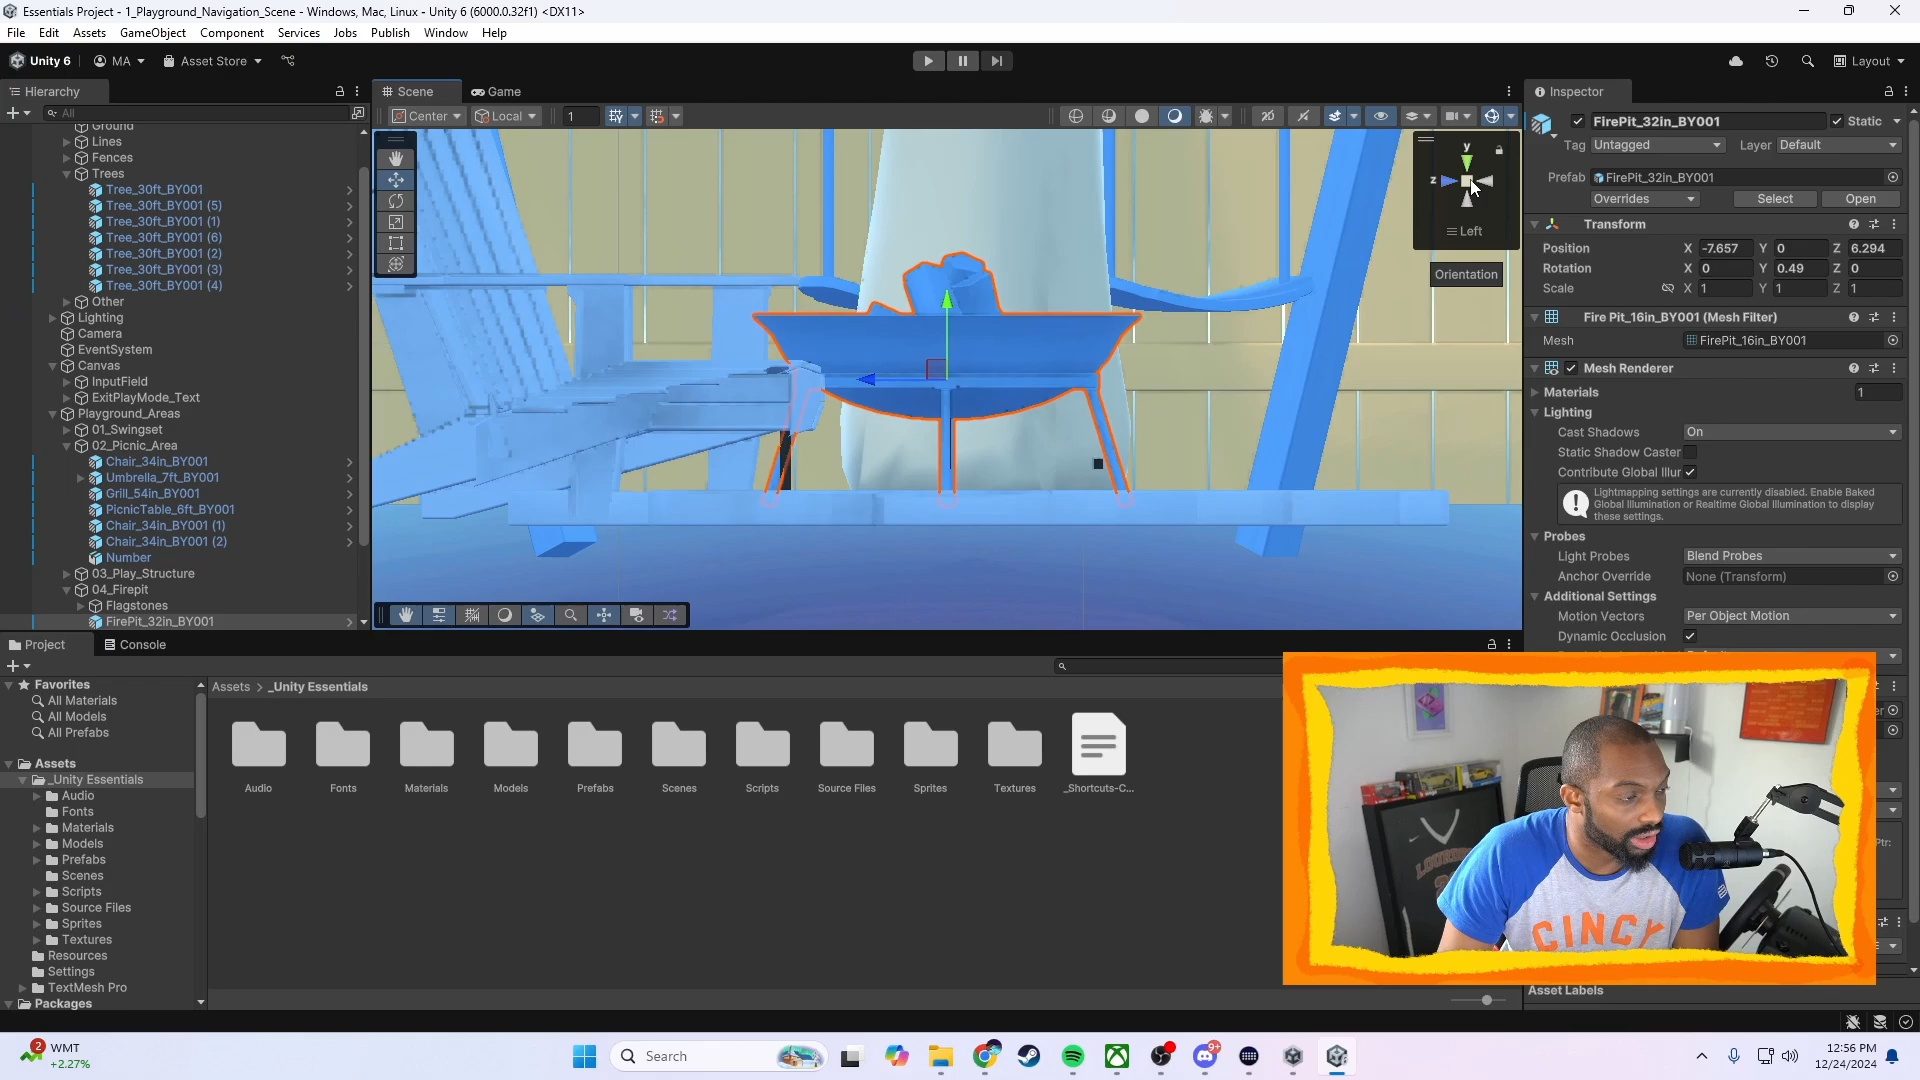 Essentials Project - 1_Playground_Navigation_Scene - Windows, Mac, Linux - Unity 6 (6000.0.32f1) <DX11>
File Edit Assets GameObject Component Services Jobs Publish Window Help
Unity 6 MA Asset Store Layout
Hierarchy
All
Ground
Lines
Fences
Trees
Tree_30ft_BY001
Tree_30ft_BY001 (5)
Tree_30ft_BY001 (1)
Tree_30ft_BY001 (6)
Tree_30ft_BY001 (2)
Tree_30ft_BY001 (3)
Tree_30ft_BY001 (4)
Other
Lighting
Camera
EventSystem
Canvas
InputField
ExitPlayMode_Text
Playground_Areas
01_Swingset
02_Picnic_Area
Chair_34in_BY001
Umbrella_7ft_BY001
Grill_54in_BY001
PicnicTable_6ft_BY001
Chair_34in_BY001 (1)
Chair_34in_BY001 (2)
Number
03_Play_Structure
04_Firepit
Flagstones
FirePit_32in_BY001
Scene Game
Center Local 1 2D
y
z
Left
Orientation
Inspector
FirePit_32in_BY001 Static
Tag Untagged Layer Default
Prefab FirePit_32in_BY001
Overrides Select Open
Transform
Position X -7.657 Y 0 Z 6.294
Rotation X 0 Y 0.49 Z 0
Scale X 1 Y 1 Z 1
Fire Pit_16in_BY001 (Mesh Filter)
Mesh FirePit_16in_BY001
Mesh Renderer
Materials 1
Lighting
Cast Shadows On
Static Shadow Caster
Contribute Global Illur
Lightmapping settings are currently disabled. Enable Baked
Global Illumination or Realtime Global Illumination to display
these settings.
Probes
Light Probes Blend Probes
Anchor Override None (Transform)
Additional Settings
Motion Vectors Per Object Motion
Dynamic Occlusion
Ptr:
Asset Labels
Project Console
Favorites
All Materials
All Models
All Prefabs
Assets
_Unity Essentials
Audio
Fonts
Materials
Models
Prefabs
Scenes
Scripts
Source Files
Sprites
Textures
Resources
Settings
TextMesh Pro
Packages
Assets > _Unity Essentials
Audio Fonts Materials Models Prefabs Scenes Scripts Source Files Sprites Textures _Shortcuts-C...
CINCY
2 WMT
+2.27%
Search
9+
12:56 PM
12/24/2024